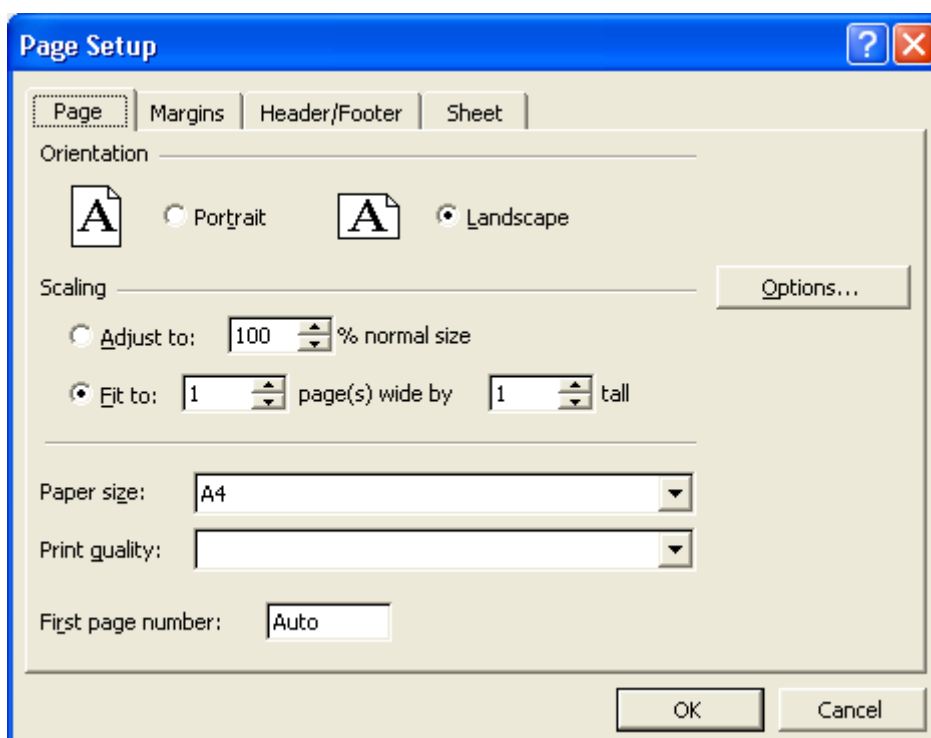 Page Setup
Page Margins Header/Footer Sheet
Orientation
A Portrait A Landscape
Scaling
Options...
Adjust to: 100 % normal size
Fit to: 1 page(s) wide by 1 tall
Paper size: A4
Print quality:
First page number: Auto
OK Cancel